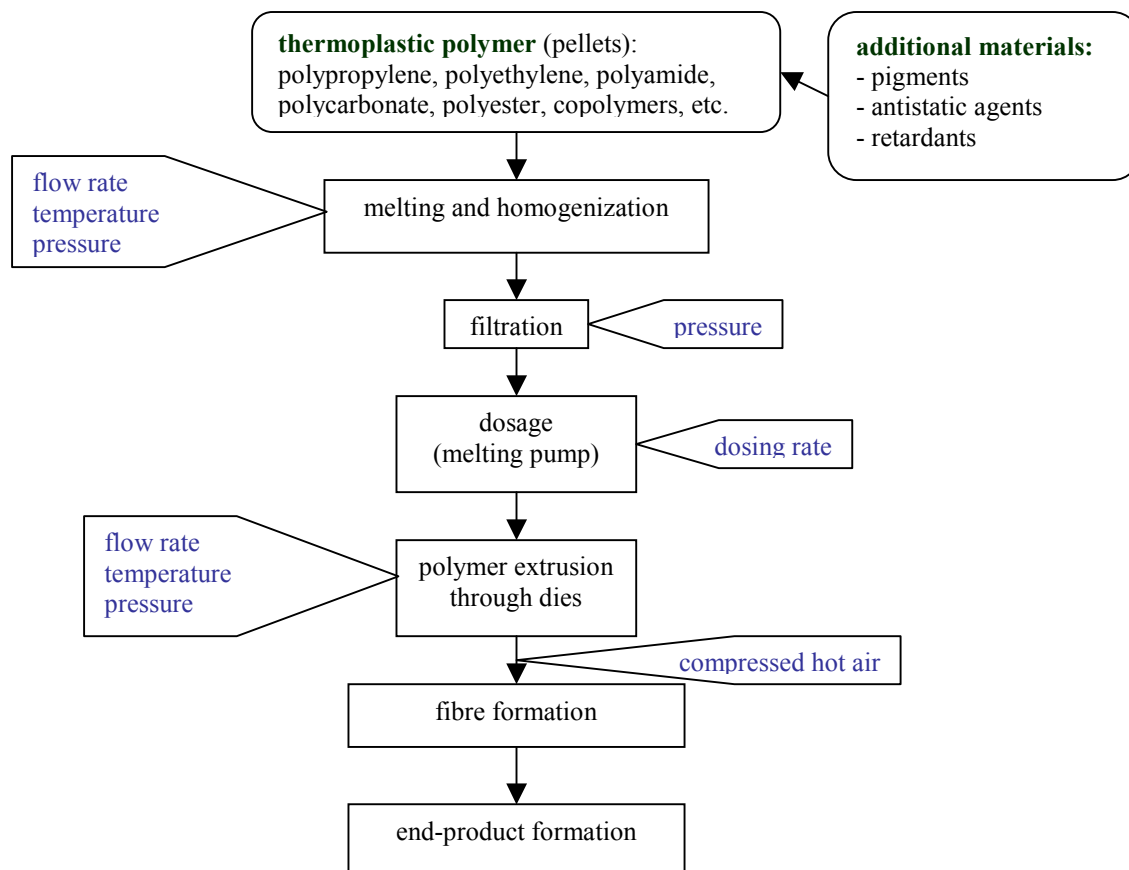 thermoplastic polymer (pellets):
polypropylene, polyethylene, polyamide,
polycarbonate, polyester, copolymers, etc.
additional materials:
- pigments
- antistatic agents
- retardants
flow rate
temperature
pressure
melting and homogenization
filtration
pressure
dosage
(melting pump)
dosing rate
flow rate
temperature
pressure
polymer extrusion
through dies
compressed hot air
fibre formation
end-product formation